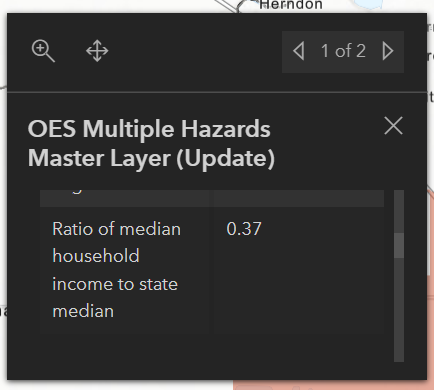 Herndon
1 of 2
OES Multiple Hazards
Master Layer (Update)
Ratio of median
household
income to state
median
0.37